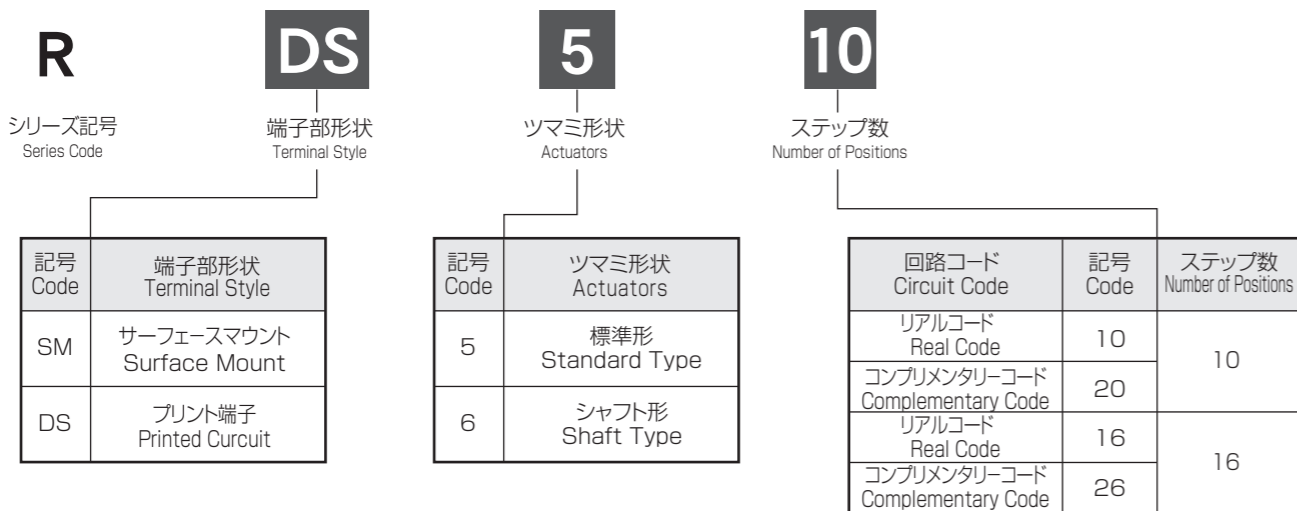 R DS 5 10
シリーズ記号 端子部形状 ツマミ形状 ステップ数
Series Code Terminal Style Actuators Number of Positions
記号 端子部形状
Code Terminal Style
SM サーフェースマウント
Surface Mount
DS プリント端子
Printed Curcuit
記号 ツマミ形状
Code Actuators
5 標準形
Standard Type
6 シャフト形
Shaft Type
回路コード 記号 ステップ数
Circuit Code Code Number of Positions
リアルコード
Real Code 10
コンプリメンタリーコード
Complementary Code 20
10
リアルコード
Real Code 16
コンプリメンタリーコード
Complementary Code 26
16